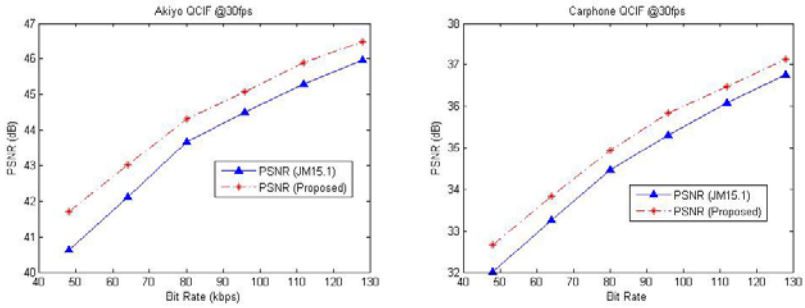 Akiyo QCIF @30fps
47
46
45
44
43
42
41
40
PSNR (dB)
PSNR (JM15.1)
PSNR (Proposed)
40 50 60 70 80 90 100 110 120 130
Bit Rate (kbps)
Carphone QCIF @30fps
38
37
36
35
34
33
32
PSNR (dB)
PSNR (JM15.1)
PSNR (Proposed)
40 50 60 70 80 90 100 110 120 130
Bit Rate